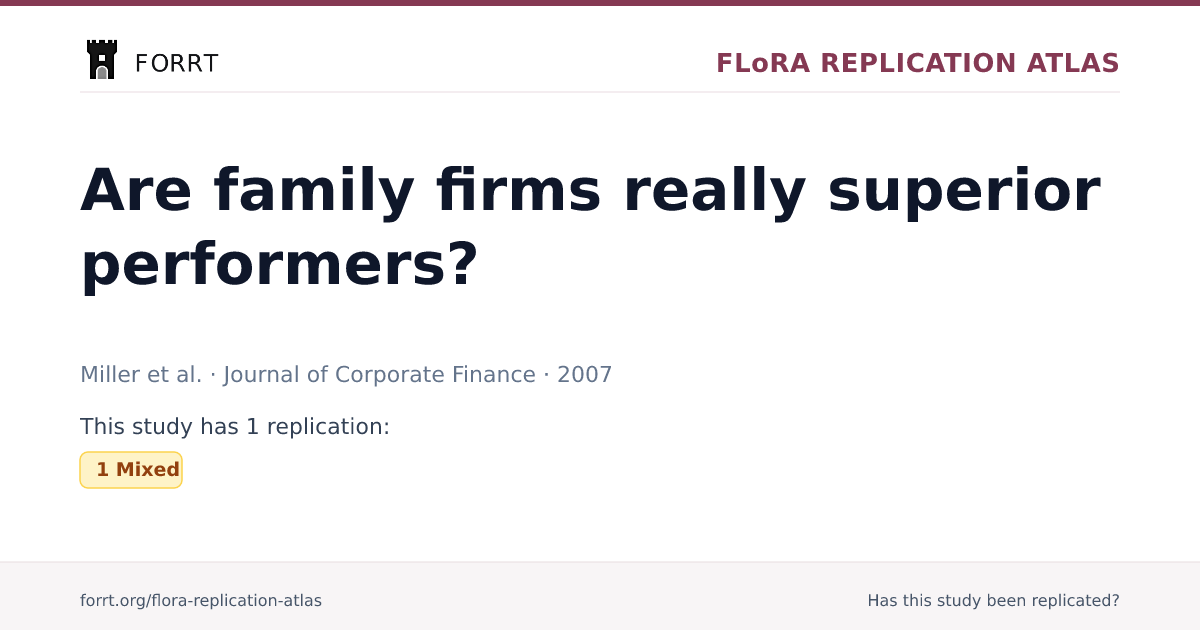 FORRT
FLoRA REPLICATION ATLAS
Are family firms really superior
performers?
Miller et al. · Journal of Corporate Finance · 2007
This study has 1 replication:
1 Mixed
forrt.org/flora-replication-atlas
Has this study been replicated?